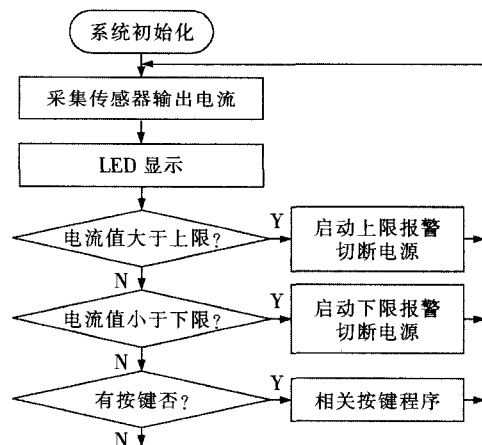 系统初始化
采集传感器输出电流
LED 显示
电流值大于上限?
Y
启动上限报警
切断电源
N
电流值小于下限?
Y
启动下限报警
切断电源
N
有按键否?
Y
相关按键程序
N